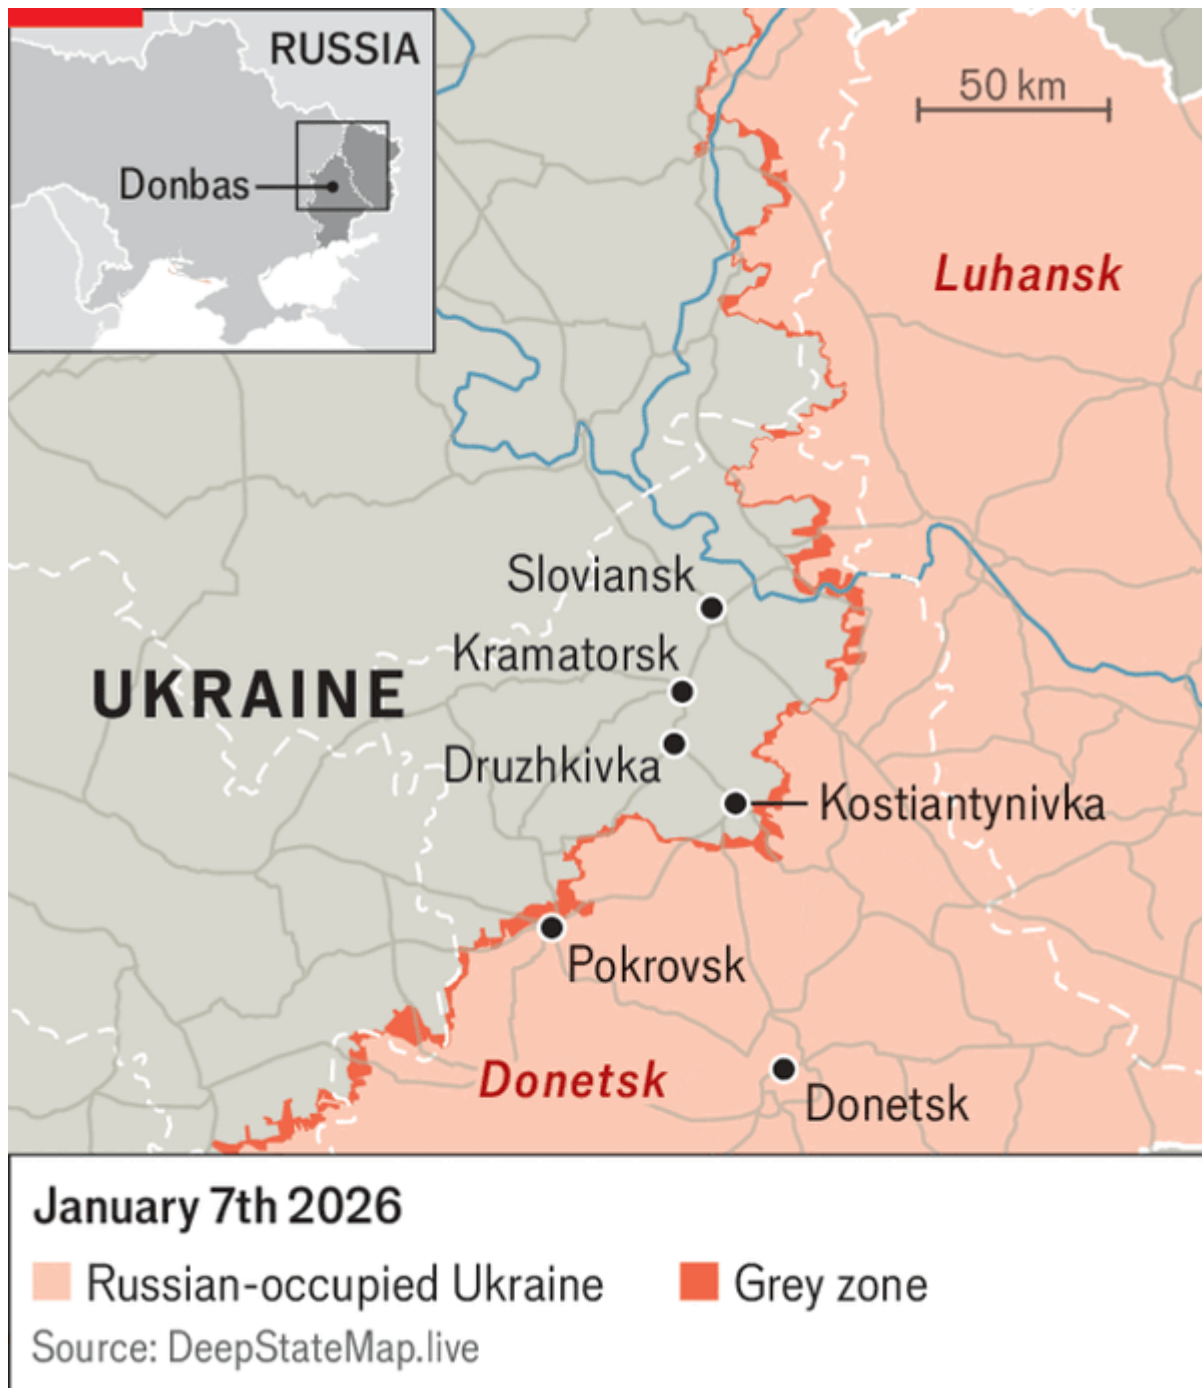 RUSSIA
Donbas
50 km
Luhansk
Sloviansk
Kramatorsk
UKRAINE
Druzhkivka
Kostiantynivka
Pokrovsk
Donetsk
Donetsk
January 7th 2026
Russian-occupied Ukraine
Grey zone
Source: DeepStateMap.live